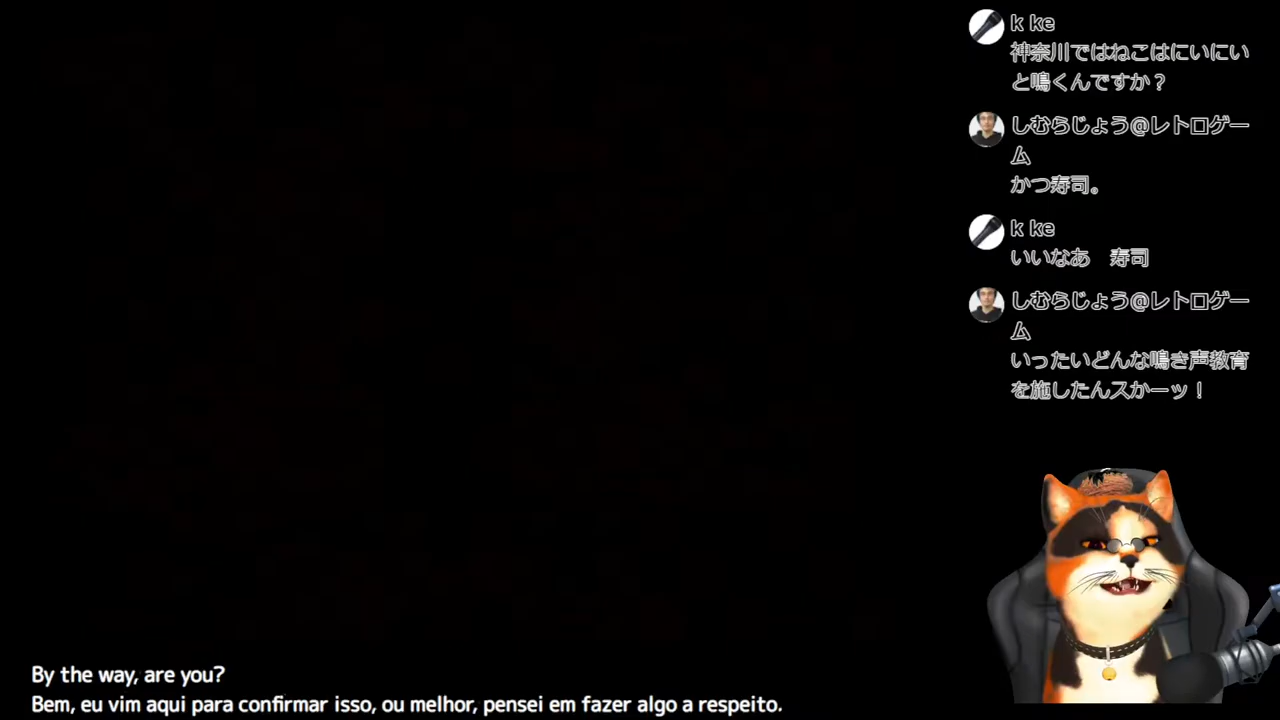 k ke
神奈川ではねこはにいにい
と鳴くんですか？
しむらじょう@レトロゲー
ム
かつ寿司。
k ke
いいなあ　寿司
しむらじょう@レトロゲー
ム
いったいどんな鳴き声教育
を施したんスかーッ！
By the way, are you?
Bem, eu vim aqui para confirmar isso, ou melhor, pensei em fazer algo a respeito.